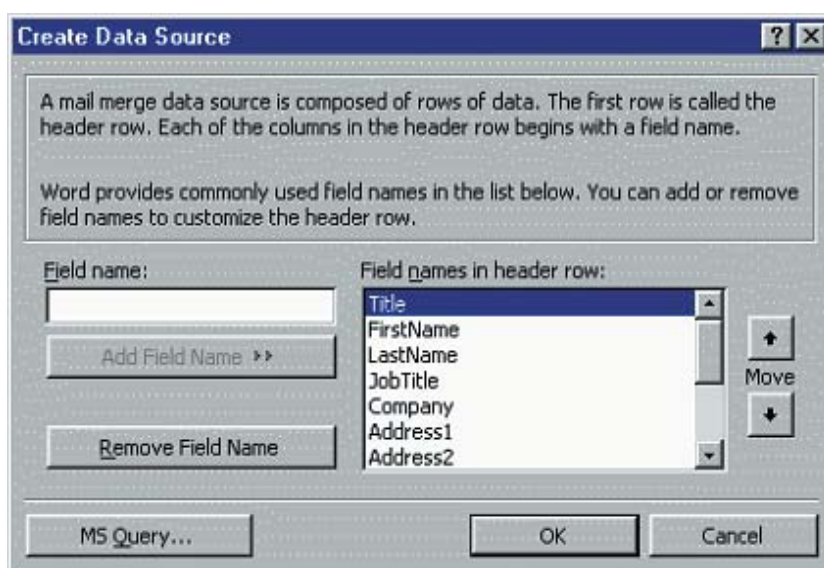 Create Data Source
A mail merge data source is composed of rows of data. The first row is called the
header row. Each of the columns in the header row begins with a field name.
Word provides commonly used field names in the list below. You can add or remove
field names to customize the header row.
Field name:
Field names in header row:
Title
FirstName
LastName
JobTitle
Company
Address1
Address2
Add Field Name >>
Remove Field Name
Move
MS Query...
OK
Cancel